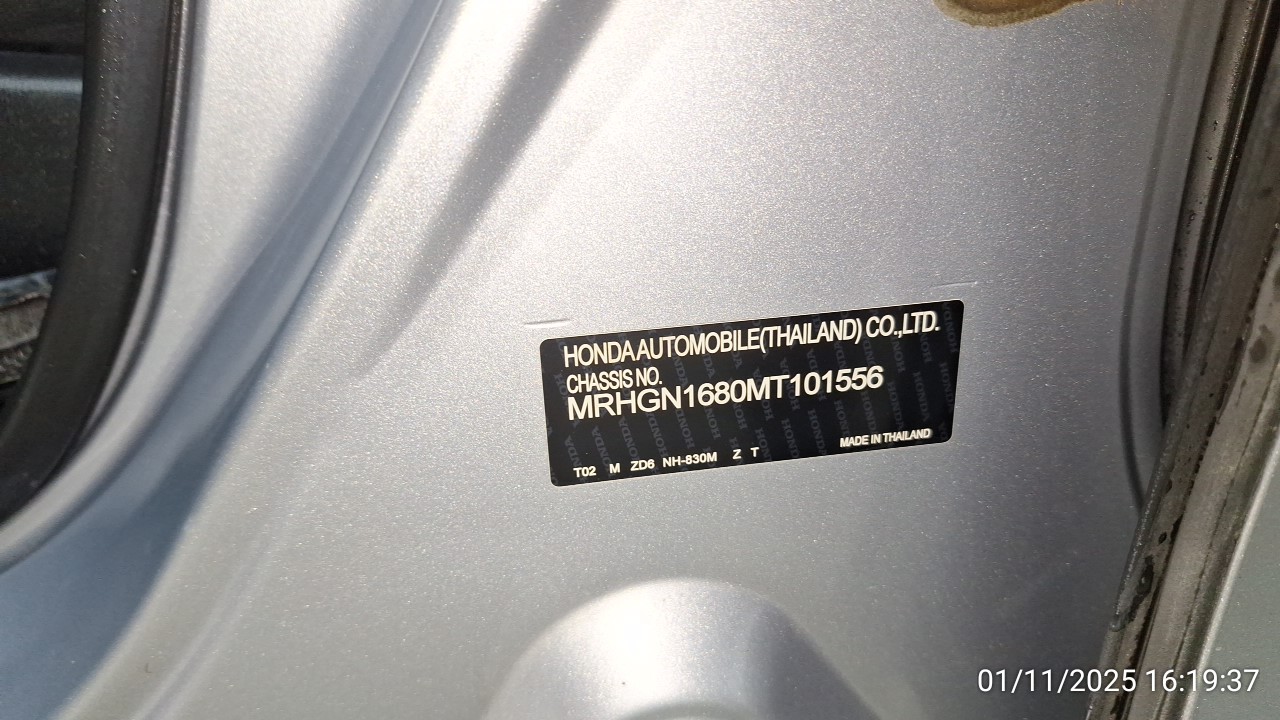 HONDA AUTOMOBILE(THAILAND) CO.,LTD.
CHASSIS NO.
MRHGN1680MT101556
MADE IN THAILAND
T02 M ZD6 NH-830M Z T
01/11/2025 16:19:37